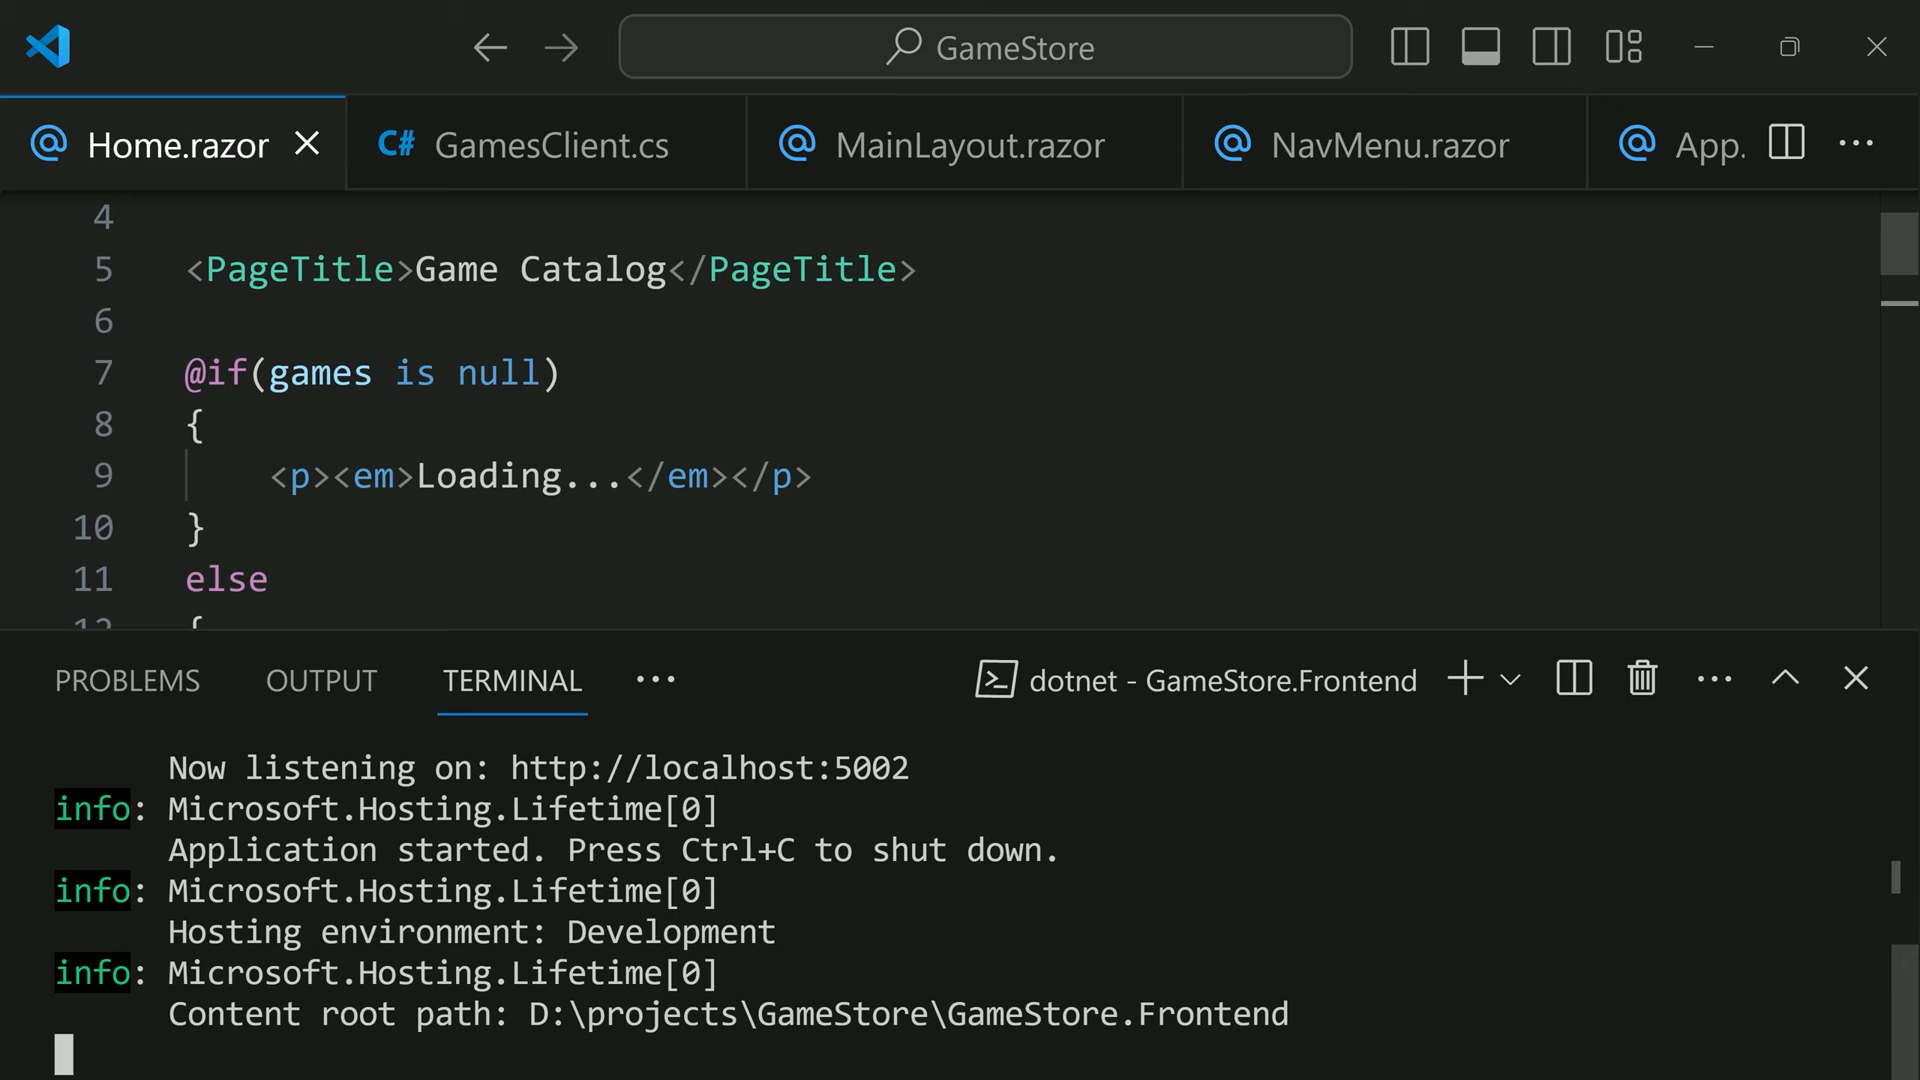 GameStore
Home.razor
C# GamesClient.cs
@ MainLayout.razor
@ NavMenu.razor
@ App.
4
5 <PageTitle>Game Catalog</PageTitle>
6
7 @if(games is null)
8 {
9 <p><em>Loading...</em></p>
10 }
11 else
12 {
PROBLEMS OUTPUT TERMINAL ... dotnet - GameStore.Frontend
Now listening on: http://localhost:5002
info: Microsoft.Hosting.Lifetime[0]
Application started. Press Ctrl+C to shut down.
info: Microsoft.Hosting.Lifetime[0]
Hosting environment: Development
info: Microsoft.Hosting.Lifetime[0]
Content root path: D:\projects\GameStore\GameStore.Frontend